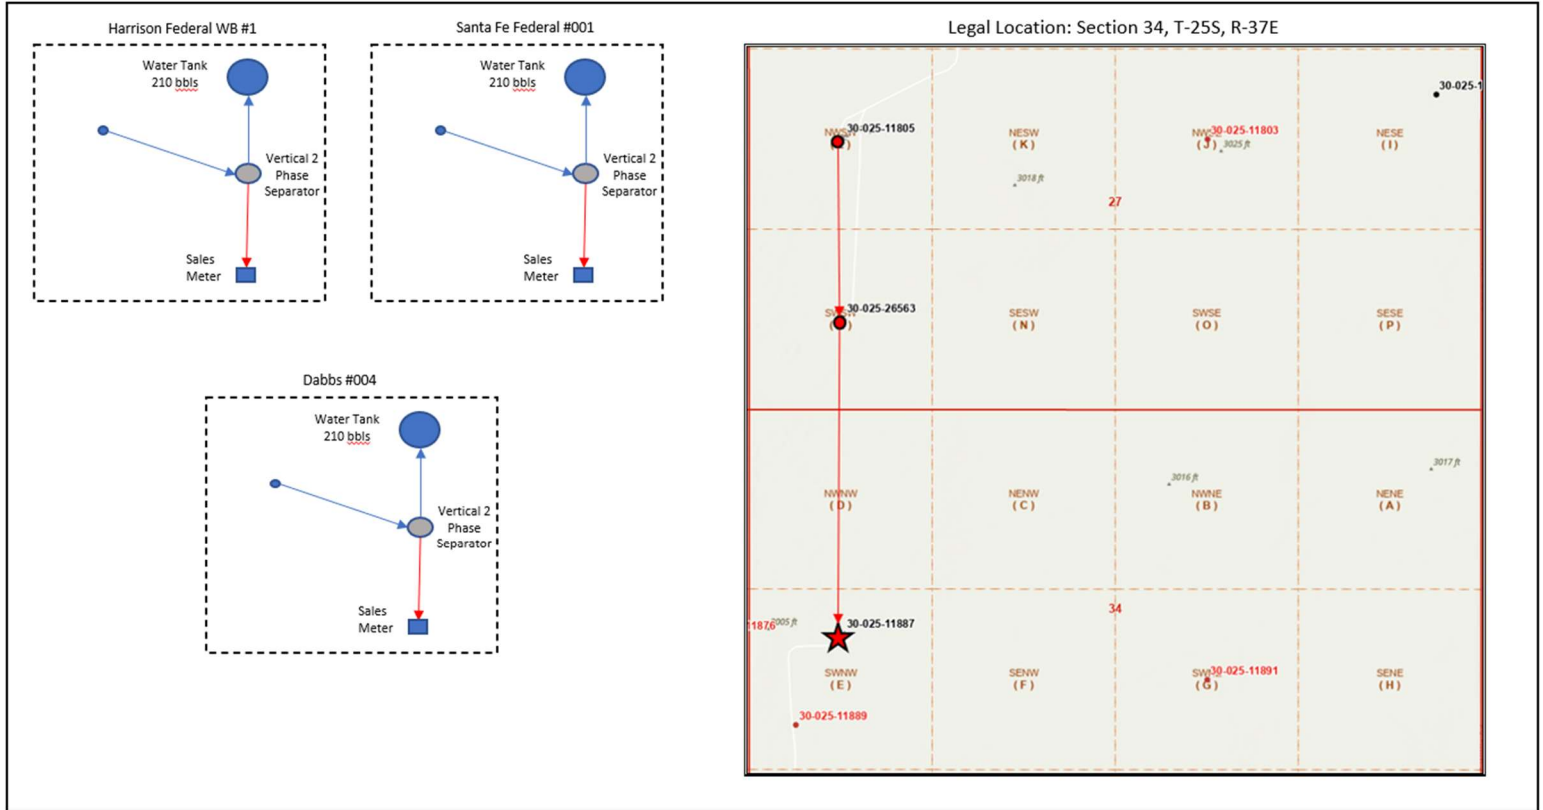 Harrison Federal WB #1
Water Tank
210 bbls
Vertical 2
Phase
Separator
Sales
Meter
Santa Fe Federal #001
Water Tank
210 bbls
Vertical 2
Phase
Separator
Sales
Meter
Dabbs #004
Water Tank
210 bbls
Vertical 2
Phase
Separator
Sales
Meter
Legal Location: Section 34, T-25S, R-37E
30-025-1
30-025-11805
NESW
(K)
30-025-11803
(J)
3025 ft
NESE
(I)
3018 ft
27
30-025-26563
SESW
(N)
SWSE
(O)
SESE
(P)
3017 ft
3016 ft
NWNW
(D)
NENW
(C)
NWNE
(B)
NENE
(A)
34
11876
30-025-11887
SWNW
(E)
SENW
(F)
30-025-11891
(G)
SENE
(H)
30-025-11889